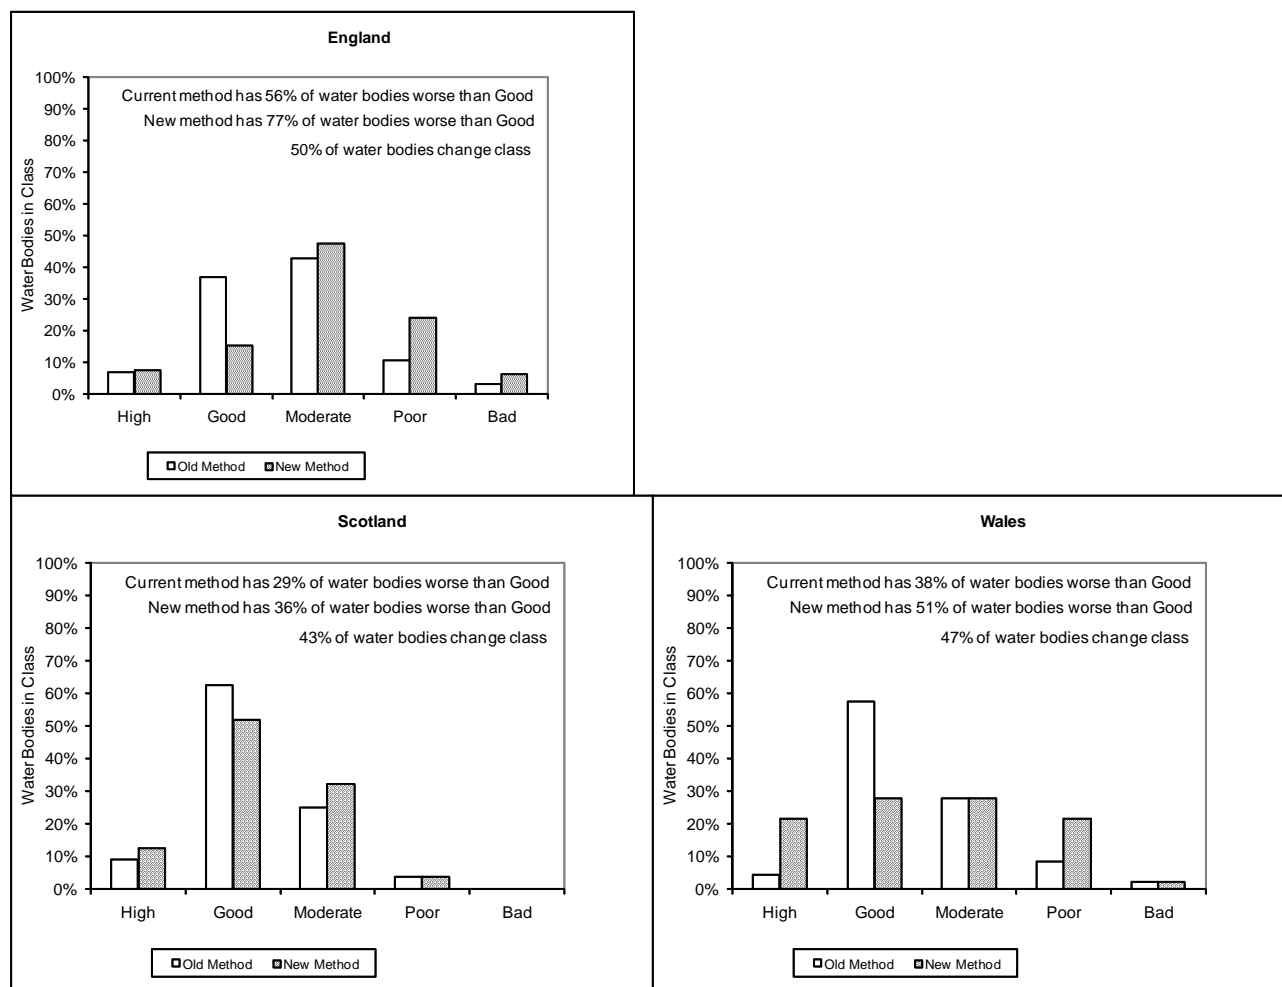 England
Current method has 56% of water bodies worse than Good
New method has 77% of water bodies worse than Good
50% of water bodies change class
Water Bodies in Class
100%
90%
80%
70%
60%
50%
40%
30%
20%
10%
0%
High Good Moderate Poor Bad
Old Method New Method
Scotland
Current method has 29% of water bodies worse than Good
New method has 36% of water bodies worse than Good
43% of water bodies change class
Water Bodies in Class
100%
90%
80%
70%
60%
50%
40%
30%
20%
10%
0%
High Good Moderate Poor Bad
Old Method New Method
Wales
Current method has 38% of water bodies worse than Good
New method has 51% of water bodies worse than Good
47% of water bodies change class
Water Bodies in Class
100%
90%
80%
70%
60%
50%
40%
30%
20%
10%
0%
High Good Moderate Poor Bad
Old Method New Method